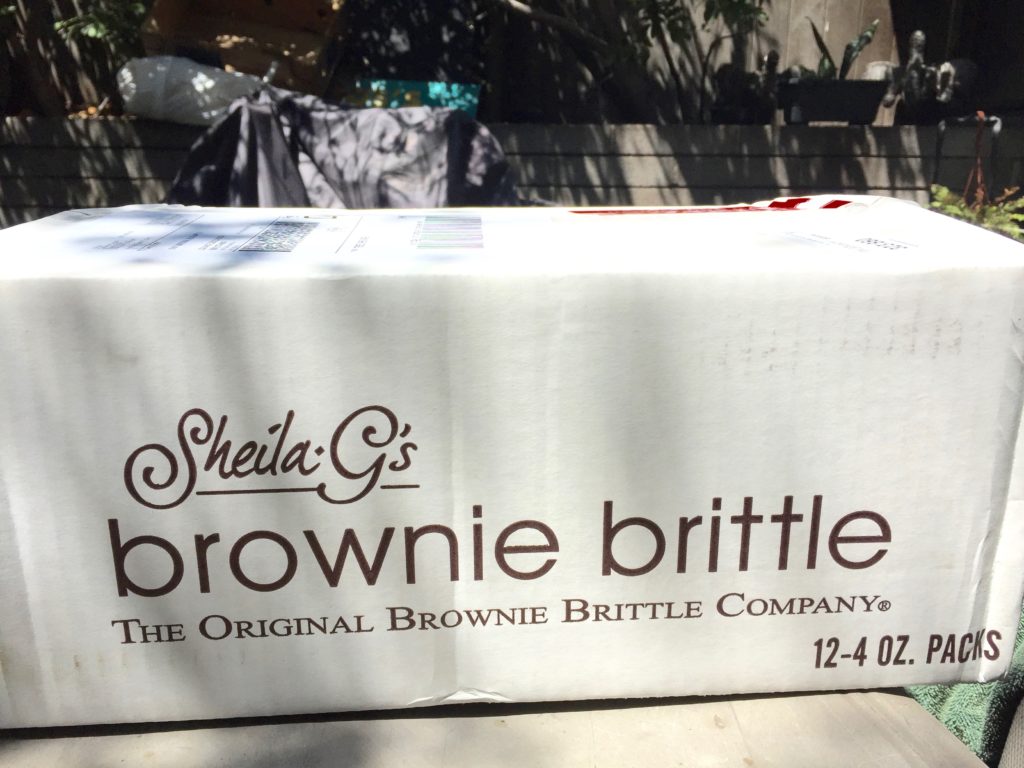 Sheila G's
brownie brittle
THE ORIGINAL BROWNIE BRITTLE COMPANY®
12-4 OZ. PACKS